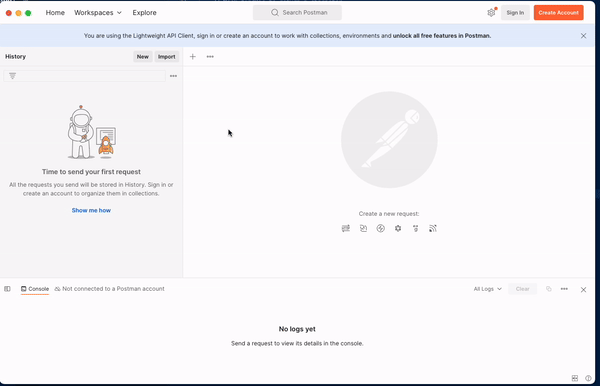 Home Workspaces Explore Search Postman Sign In Create Account
You are using the Lightweight API Client, sign in or create an account to work with collections, environments and unlock all free features in Postman.
History New Import
Time to send your first request
All the requests you send will be stored in History. Sign in or
create an account to organize them in collections.
Show me how
Create a new request:
Console Not connected to a Postman account All Logs Clear
No logs yet
Send a request to view its details in the console.